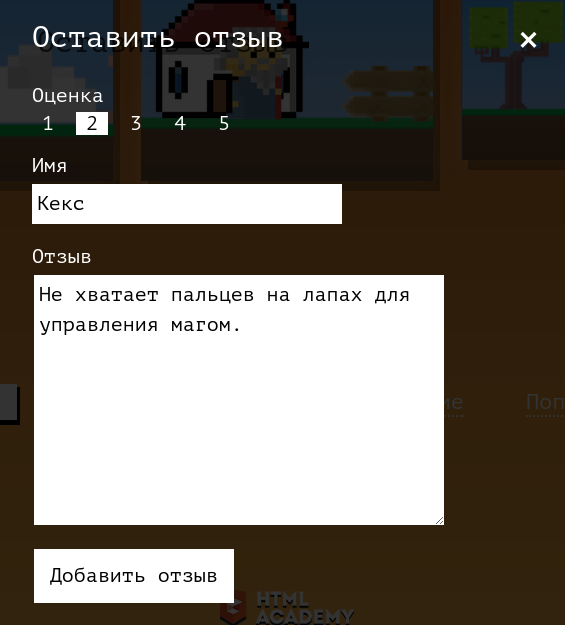 Оставить отзыв
×
Оценка
1 2 3 4 5
Имя
Кекс
Отзыв
Не хватает пальцев на лапах для
управления магом.
Добавить отзыв
HTML
ACADEMY